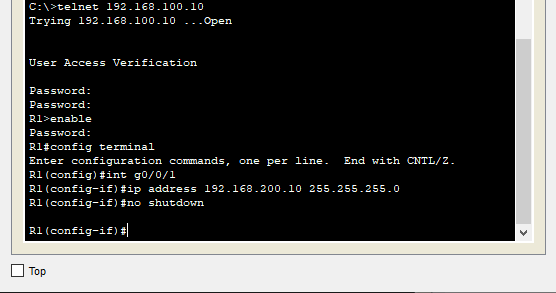 C:\>telnet 192.168.100.10
Trying 192.168.100.10 ...Open
User Access Verification
Password:
Password:
R1>enable
Password:
R1#config terminal
Enter configuration commands, one per line.  End with CNTL/Z.
R1(config)#int g0/0/1
R1(config-if)#ip address 192.168.200.10 255.255.255.0
R1(config-if)#no shutdown
R1(config-if)#
Top